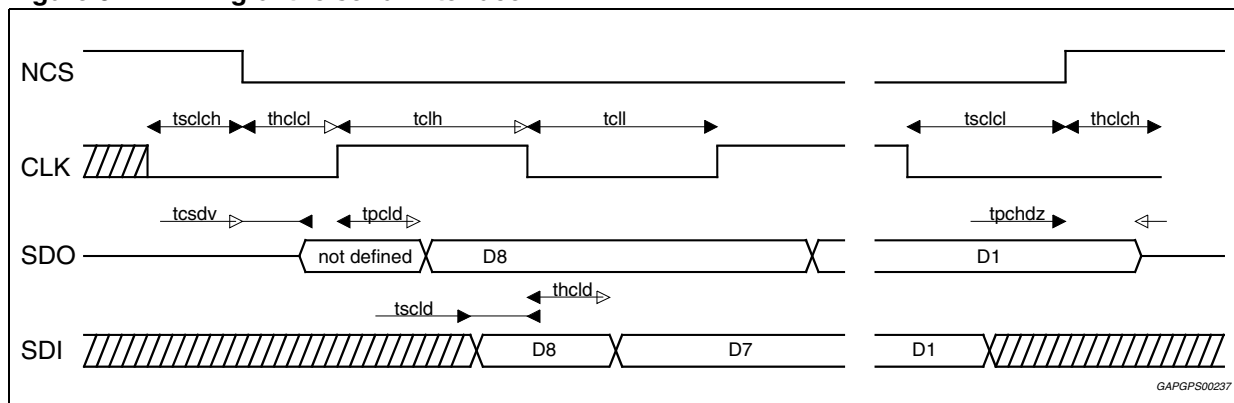 NCS
tsclch thclcl tclh tcll tsclcl thclch
CLK
tcsdv tpcld tpchdz
SDO not defined D8 D1
tscld thcld
SDI D8 D7 D1
GAPGPS00237